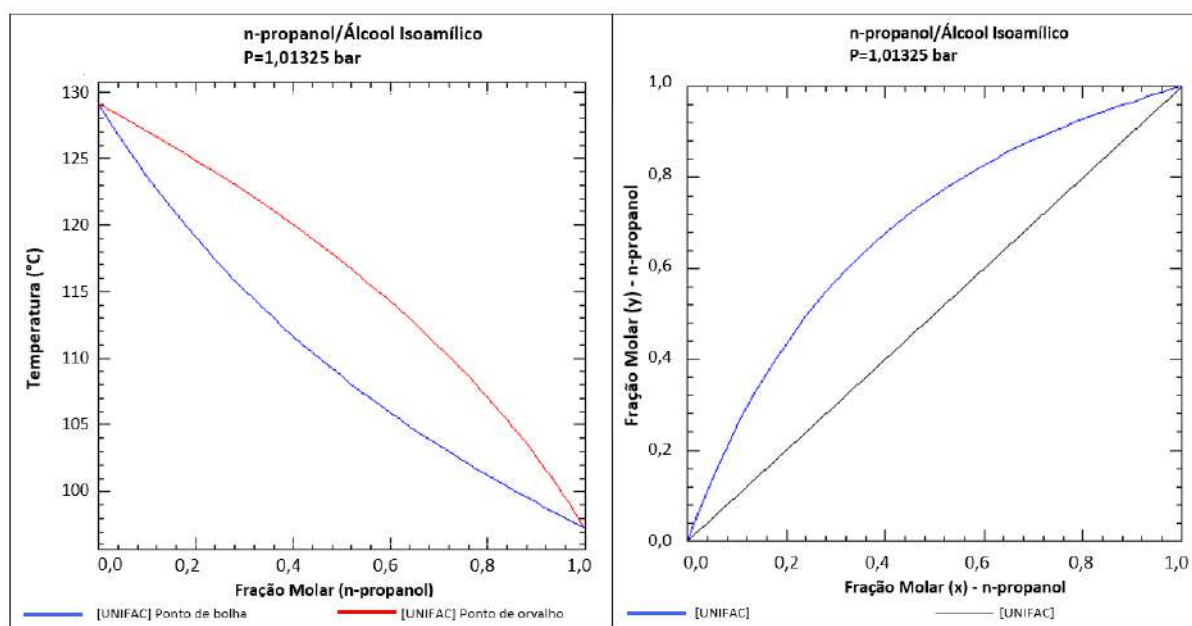 n-propanol/Álcool Isoamílico
P=1,01325 bar
130
125
120
115
110
105
100
Temperatura (°C)
0,0 0,2 0,4 0,6 0,8 1,0
Fração Molar (n-propanol)
[UNIFAC] Ponto de bolha [UNIFAC] Ponto de orvalho
n-propanol/Álcool Isoamílico
P=1,01325 bar
1,0
0,8
0,6
0,4
0,2
0,0
Fração Molar (y) - n-propanol
0,0 0,2 0,4 0,6 0,8 1,0
Fração Molar (x) - n-propanol
[UNIFAC] [UNIFAC]